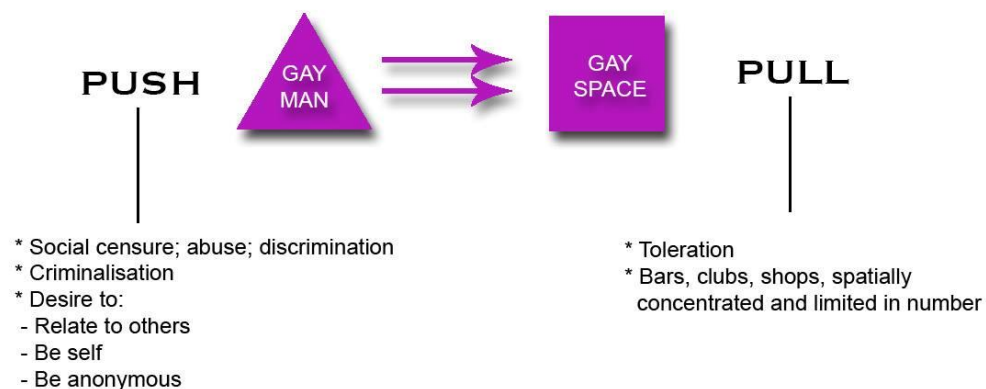 PUSH
GAY
MAN
GAY
SPACE
PULL
* Social censure; abuse; discrimination
* Criminalisation
* Desire to:
- Relate to others
- Be self
- Be anonymous
* Toleration
* Bars, clubs, shops, spatially
concentrated and limited in number